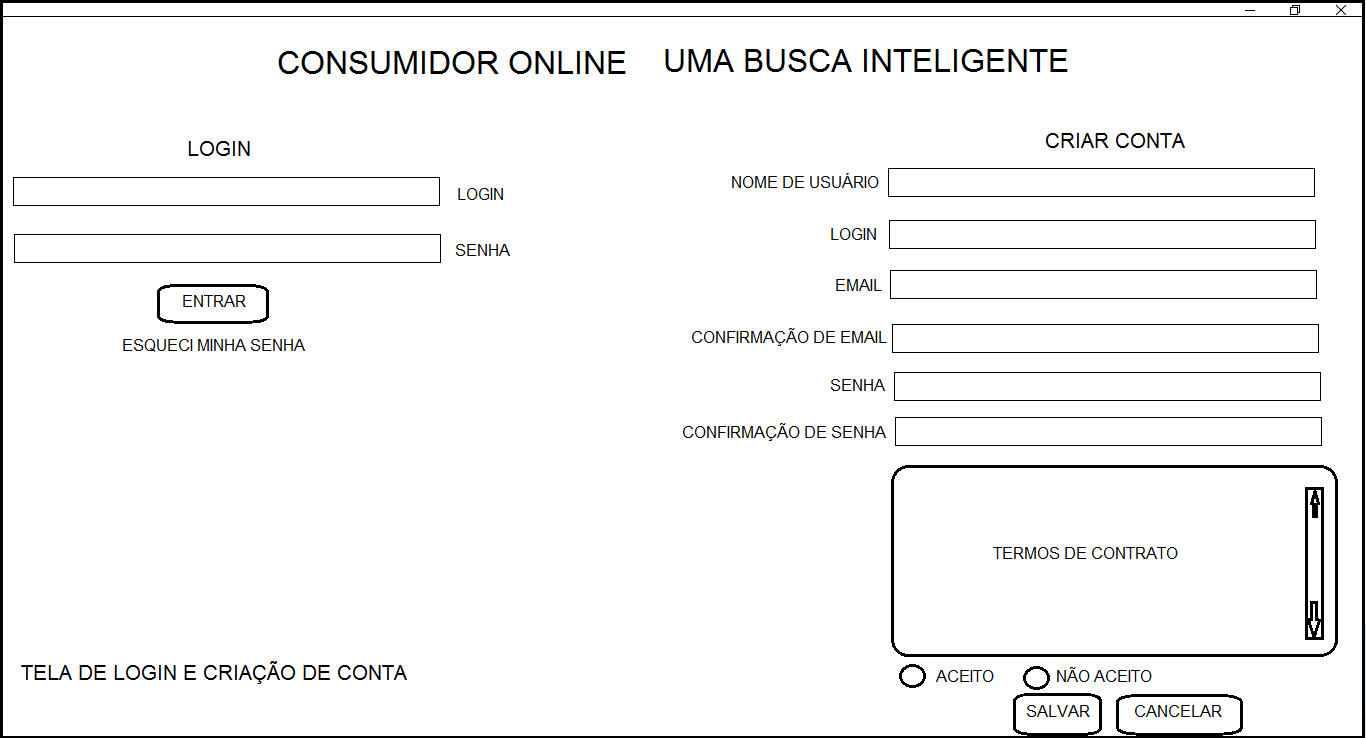 CONSUMIDOR ONLINE UMA BUSCA INTELIGENTE
LOGIN
LOGIN
SENHA
ENTRAR
ESQUECI MINHA SENHA
CRIAR CONTA
NOME DE USUÁRIO
LOGIN
EMAIL
CONFIRMAÇÃO DE EMAIL
SENHA
CONFIRMAÇÃO DE SENHA
TERMOS DE CONTRATO
ACEITO NÃO ACEITO
SALVAR CANCELAR
TELA DE LOGIN E CRIAÇÃO DE CONTA